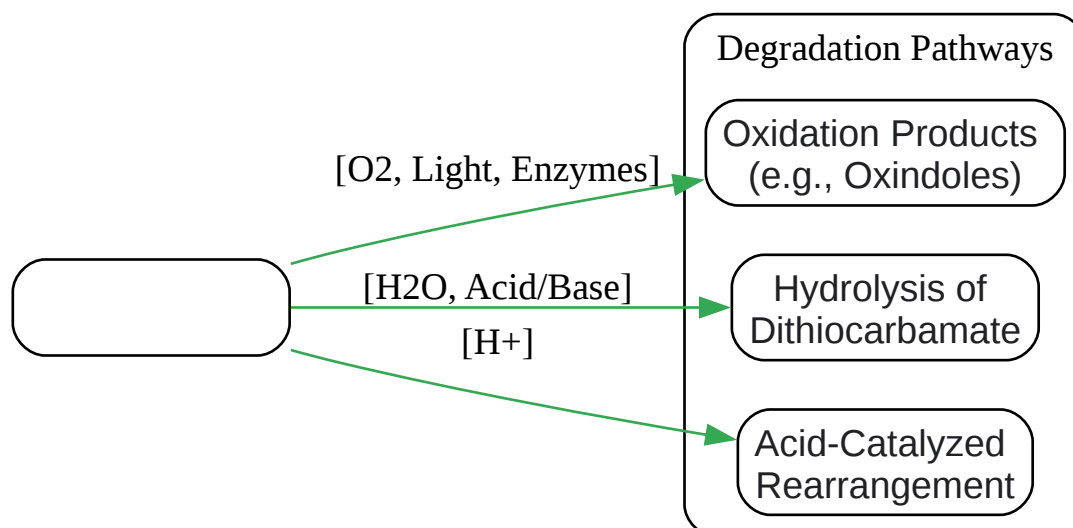 Degradation Pathways
Oxidation Products
(e.g., Oxindoles)
[O2, Light, Enzymes]
[H2O, Acid/Base]
Hydrolysis of
Dithiocarbamate
[H+]
Acid-Catalyzed
Rearrangement